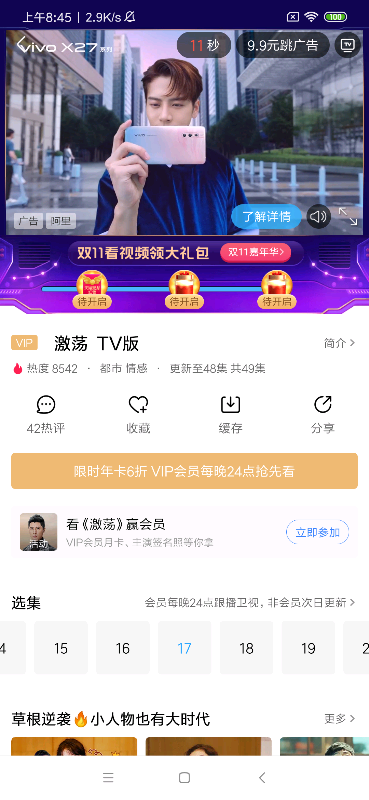 上午8:45 | 2.9K/s
100
vivo X27系列
11 秒
9.9元跳广告
TV
广告
阿里
了解详情
双11看视频领大礼包
双11嘉年华>
待开启
待开启
待开启
VIP 激荡 TV版
简介>
热度 8542 · 都市 情感 · 更新至48集 共49集
42热评
收藏
缓存
分享
限时年卡6折 VIP会员每晚24点抢先看
活动
看《激荡》赢会员
VIP会员月卡、主演签名照等你拿
立即参加
选集
会员每晚24点跟播卫视, 非会员次日更新>
4 15 16 17 18 19 2
草根逆袭🔥小人物也有大时代
更多>